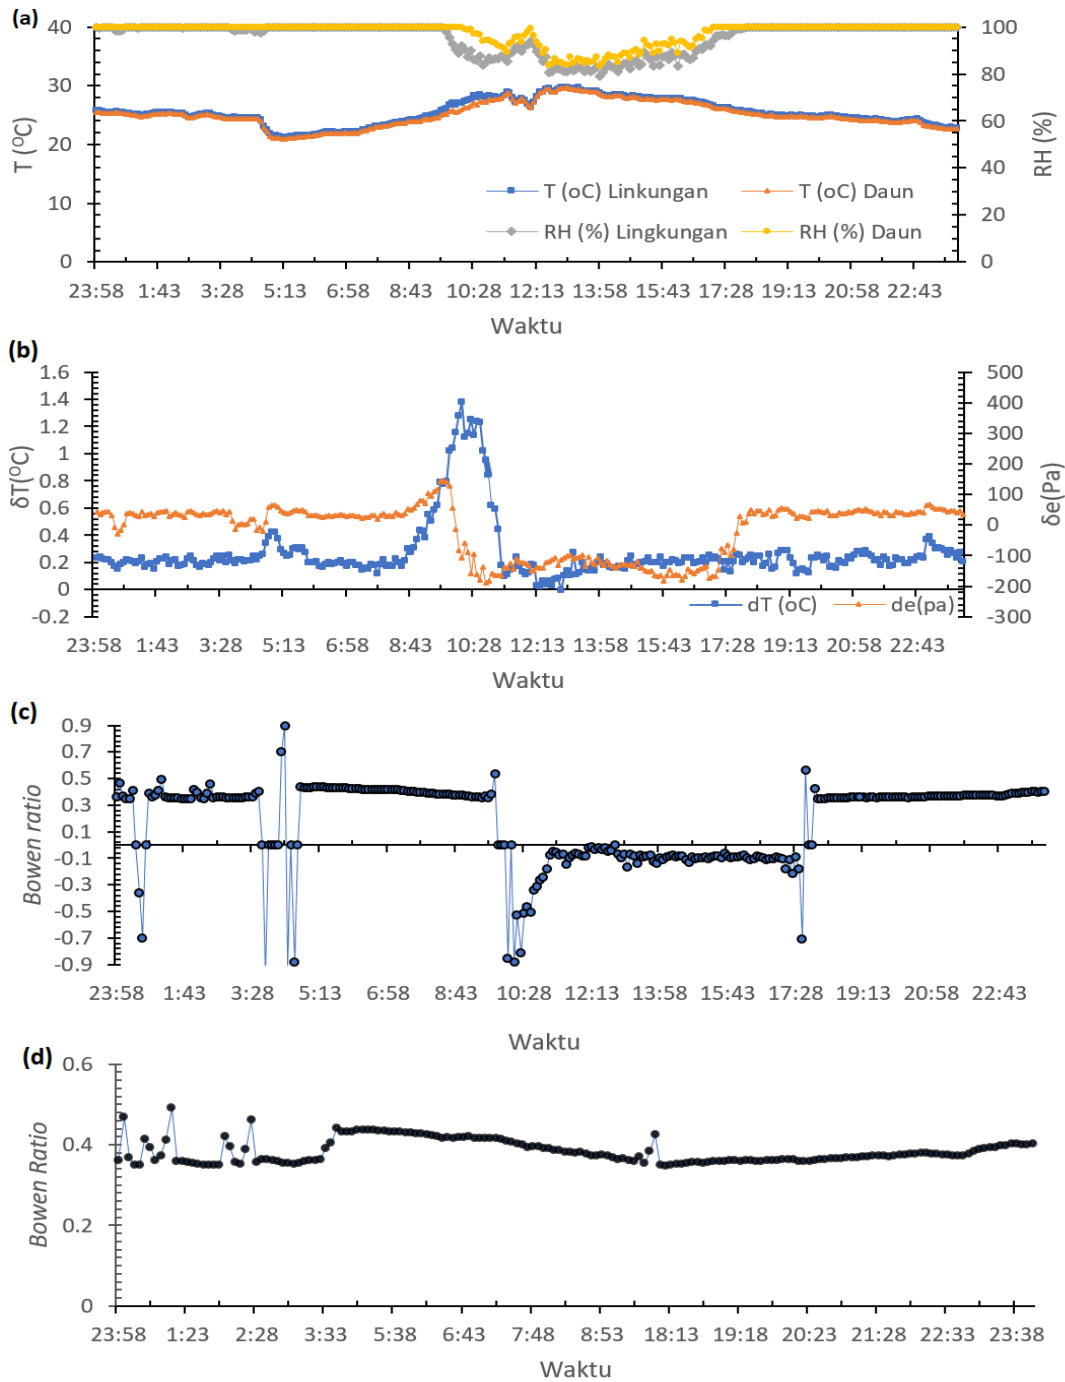 (a)
40
30
20
10
0
T (⁰C)
100
80
60
40
20
0
RH (%)
T (oC) Linkungan
T (oC) Daun
RH (%) Lingkungan
RH (%) Daun
23:58 1:43 3:28 5:13 6:58 8:43 10:28 12:13 13:58 15:43 17:28 19:13 20:58 22:43
Waktu
(b)
1.6
1.4
1.2
1
0.8
0.6
0.4
0.2
0
-0.2
δT(⁰C)
500
400
300
200
100
0
-100
-200
-300
δe(Pa)
dT (oC)
de(pa)
23:58 1:43 3:28 5:13 6:58 8:43 10:28 12:13 13:58 15:43 17:28 19:13 20:58 22:43
Waktu
(c)
0.9
0.7
0.5
0.3
0.1
-0.1
-0.3
-0.5
-0.7
-0.9
Bowen ratio
23:58 1:43 3:28 5:13 6:58 8:43 10:28 12:13 13:58 15:43 17:28 19:13 20:58 22:43
Waktu
(d)
0.6
0.4
0.2
0
Bowen Ratio
23:58 1:23 2:28 3:33 5:38 6:43 7:48 8:53 18:13 19:18 20:23 21:28 22:33 23:38
Waktu